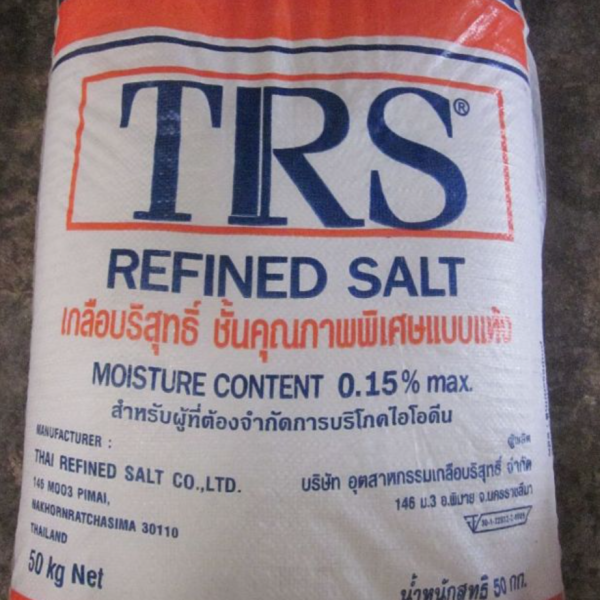 TRS®
REFINED SALT
เกลือบริสุทธิ์ ชั้นคุณภาพพิเศษแบบแห้ง
MOISTURE CONTENT 0.15% max.
สำหรับผู้ที่ต้องจำกัดการบริโภคไอโอดีน
MANUFACTURER :
THAI REFINED SALT CO.,LTD.
146 MOO3 PIMAI,
NAKHORNRATCHASIMA 30110
THAILAND
50 kg Net
ผู้ผลิต
บริษัท อุตสาหกรรมเกลือบริสุทธิ์ จำกัด
146 ม.3 อ.พิมาย จ.นครราชสีมา
น้ำหนักสุทธิ 50 กก.